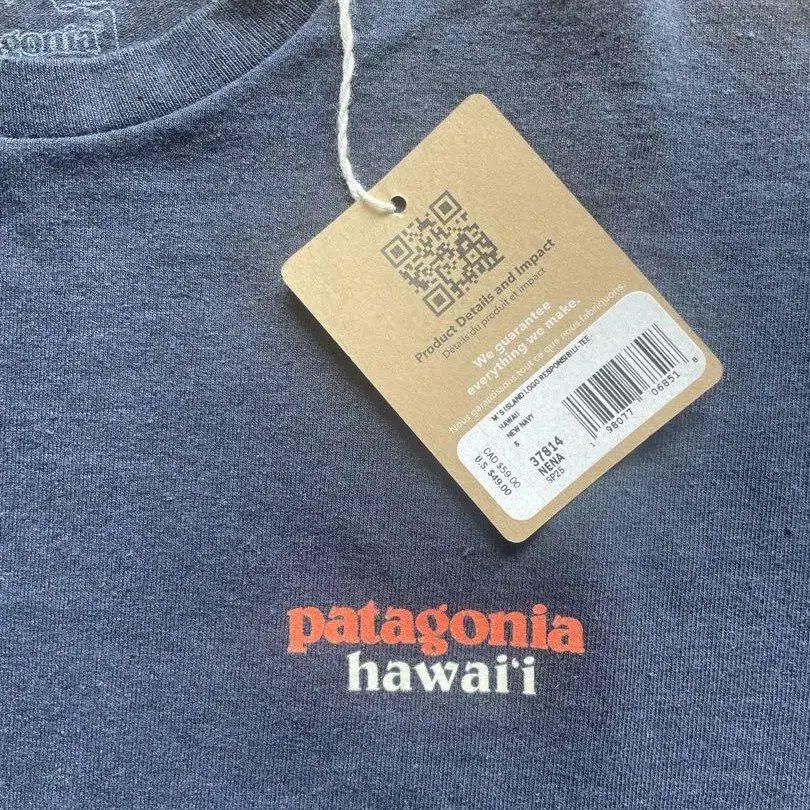 gonia®
Product Details and Impact
Détails du produit et impact
We guarantee
everything we make.
Nous garantissons tout ce que nous fabriquons.
M'S ISLAND LOGO RESPONSIBILI-TEE-
HAWAII
NEW NAVY
S
37814
NENA
SP25
CAD $59.00
U.S. $49.00
1 98077 06851 8
patagonia
hawaiʻi